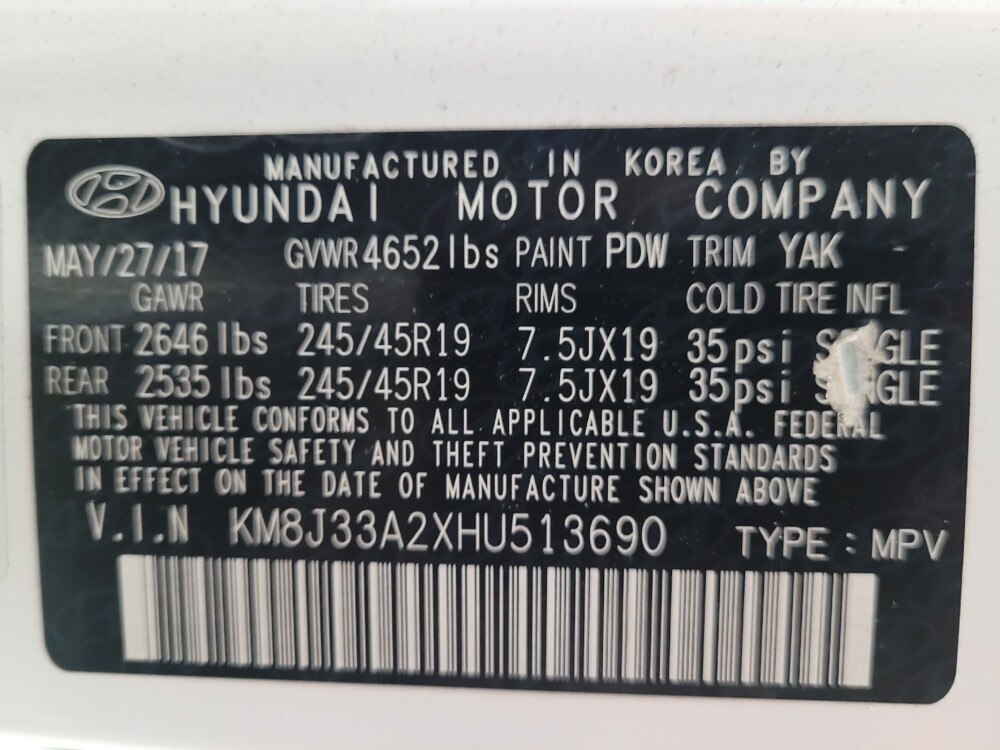 MANUFACTURED IN KOREA BY
HYUNDAI MOTOR COMPANY
MAY/27/17 GVWR 4652 lbs PAINT PDW TRIM YAK
GAWR TIRES RIMS COLD TIRE INFL
FRONT 2646 lbs 245/45R19 7.5JX19 35psi SINGLE
REAR 2535 lbs 245/45R19 7.5JX19 35psi SINGLE
THIS VEHICLE CONFORMS TO ALL APPLICABLE U.S.A. FEDERAL
MOTOR VEHICLE SAFETY AND THEFT PREVENTION STANDARDS
IN EFFECT ON THE DATE OF MANUFACTURE SHOWN ABOVE
V.I.N KM8J33A2XHU513690 TYPE : MPV